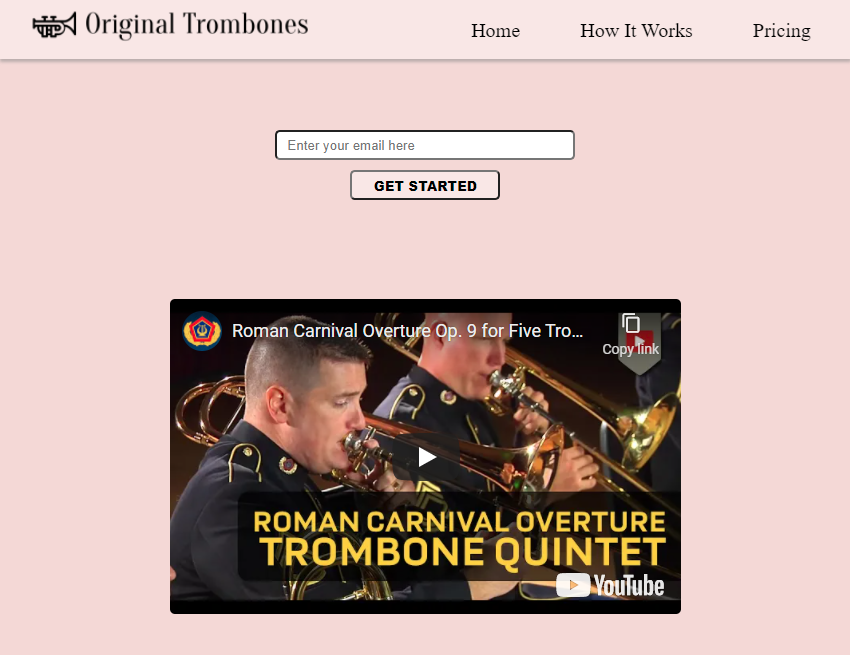 Original Trombones
Home How It Works Pricing
Enter your email here
GET STARTED
Roman Carnival Overture Op. 9 for Five Tro...
Copy link
ROMAN CARNIVAL OVERTURE
TROMBONE QUINTET
YouTube